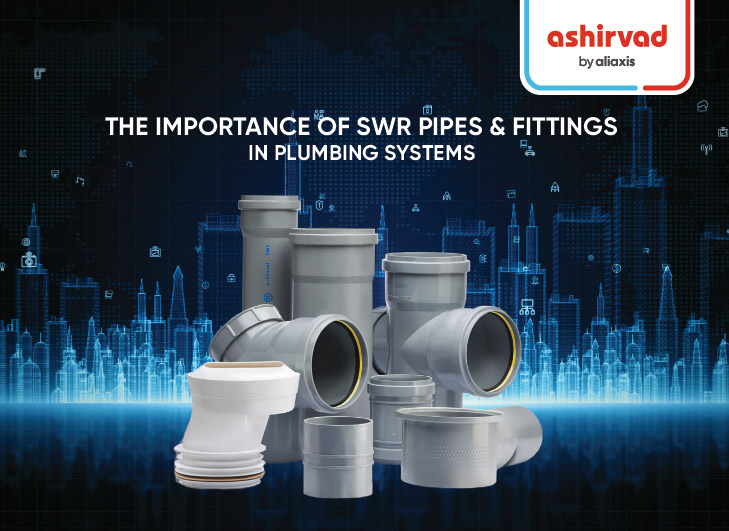 ashirvad
by aliaxis
THE IMPORTANCE OF SWR PIPES & FITTINGS
IN PLUMBING SYSTEMS